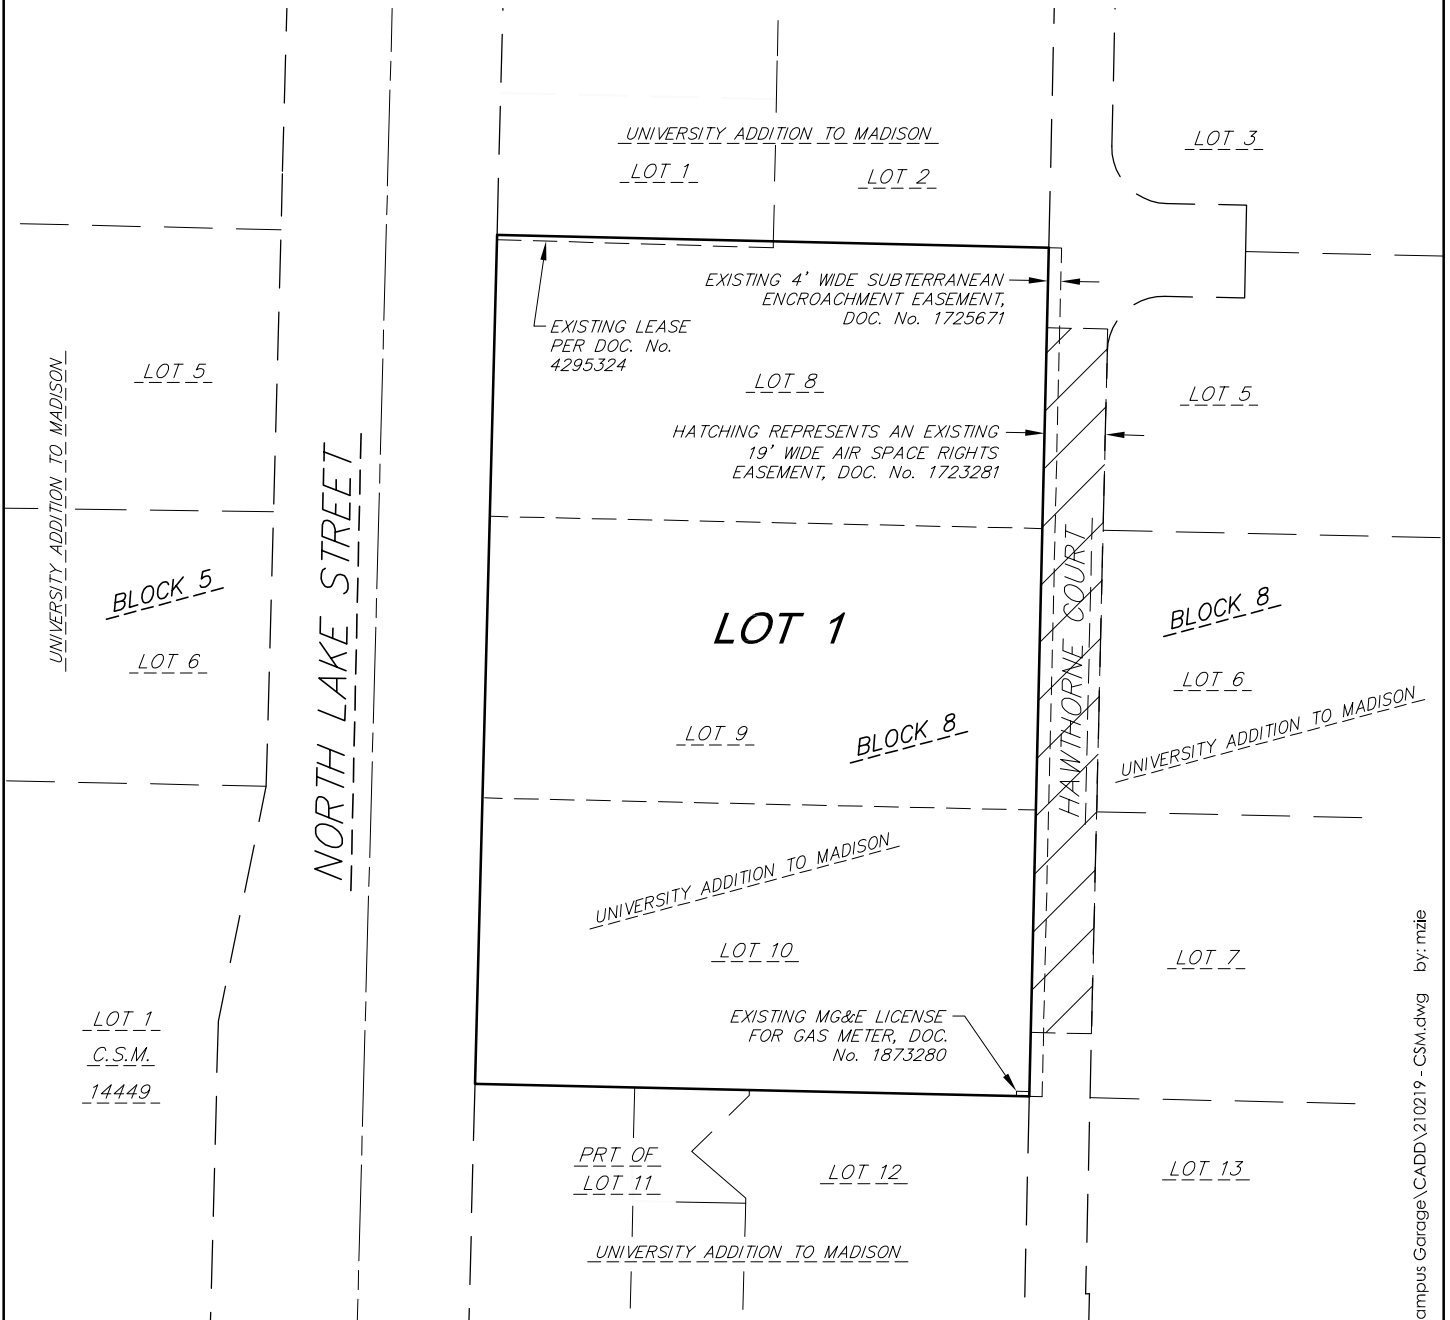 UNIVERSITY ADDITION TO MADISON
LOT 1
LOT 2
LOT 3
EXISTING 4' WIDE SUBTERRANEAN
ENCROACHMENT EASEMENT,
DOC. No. 1725671
EXISTING LEASE
PER DOC. No.
4295324
LOT 5
UNIVERSITY ADDITION TO MADISON
LOT 8
LOT 5
HATCHING REPRESENTS AN EXISTING
19' WIDE AIR SPACE RIGHTS
EASEMENT, DOC. No. 1723281
NORTH LAKE STREET
BLOCK 5
LOT 6
LOT 1
HAWTHORNE COURT
BLOCK 8
LOT 6
UNIVERSITY ADDITION TO MADISON
LOT 9
BLOCK 8
UNIVERSITY ADDITION TO MADISON
LOT 10
LOT 7
LOT 1
C.S.M.
14449
EXISTING MG&E LICENSE
FOR GAS METER, DOC.
No. 1873280
PRT OF
LOT 11
LOT 12
LOT 13
UNIVERSITY ADDITION TO MADISON
ampus Garage\CADD\210219 - CSM.dwg by: mzie